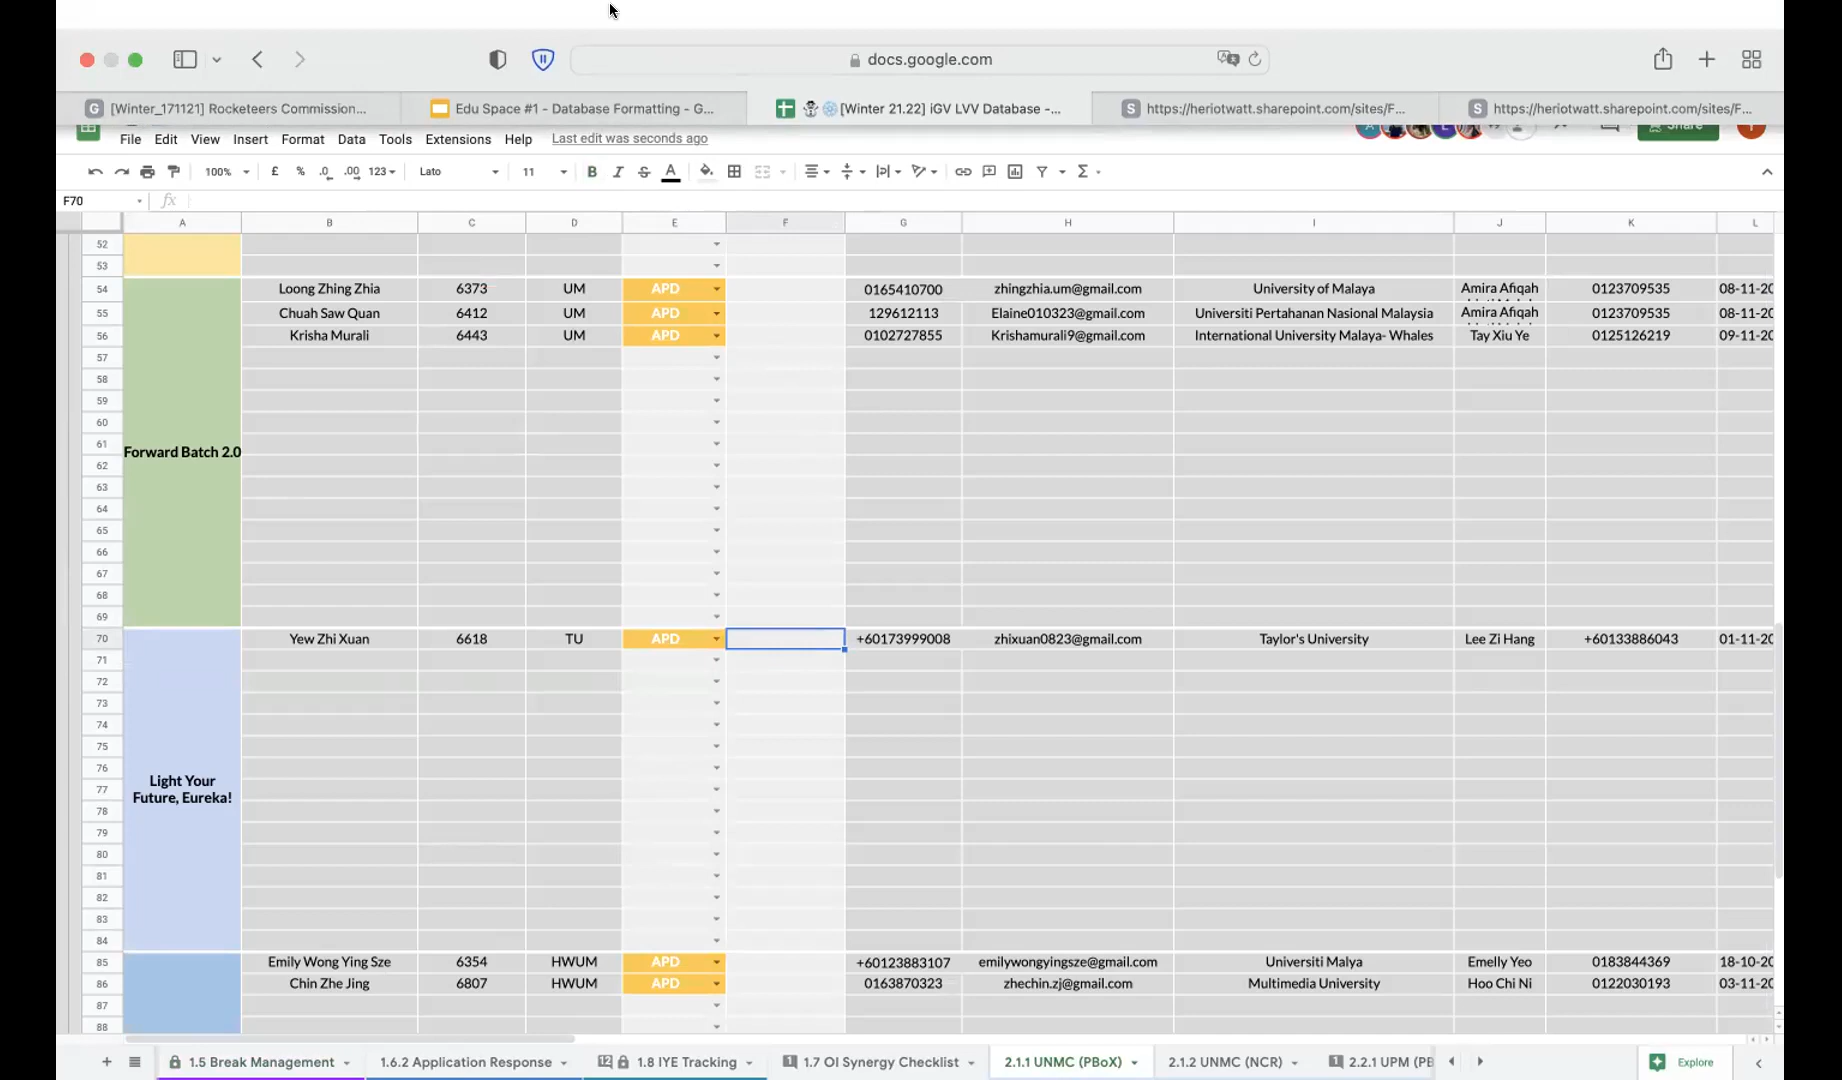 docs.google.com
[Winter_171121] Rocketeers Commission...
Edu Space #1 - Database Formatting - G...
[Winter 21.22] iGV LVV Database -...
S https://heriotwatt.sharepoint.com/sites/F...
S https://heriotwatt.sharepoint.com/sites/F...
File Edit View Insert Format Data Tools Extensions Help Last edit was seconds ago
Share
100% £ % .0 .00 123 Lato 11 B I S A Σ
F70 fx
A B C D E F G H I J K L
52
53
54 Loong Zhing Zhia 6373 UM APD 0165410700 zhingzhia.um@gmail.com University of Malaya Amira Afiqah 0123709535 08-11-20
55 Chuah Saw Quan 6412 UM APD 129612113 Elaine010323@gmail.com Universiti Pertahanan Nasional Malaysia Amira Afiqah 0123709535 08-11-20
56 Krisha Murali 6443 UM APD 0102727855 Krishamurali9@gmail.com International University Malaya- Whales Tay Xiu Ye 0125126219 09-11-20
57
58
59
60
61
Forward Batch 2.0
62
63
64
65
66
67
68
69
70 Yew Zhi Xuan 6618 TU APD +60173999008 zhixuan0823@gmail.com Taylor's University Lee Zi Hang +60133886043 01-11-20
71
72
73
74
75
76
77
Light Your
Future, Eureka!
78
79
80
81
82
83
84
85 Emily Wong Ying Sze 6354 HWUM APD +60123883107 emilywongyingsze@gmail.com Universiti Malya Emelly Yeo 0183844369 18-10-20
86 Chin Zhe Jing 6807 HWUM APD 0163870323 zhechin.zj@gmail.com Multimedia University Hoo Chi Ni 0122030193 03-11-20
87
88
+ 1.5 Break Management 1.6.2 Application Response 12 1.8 IYE Tracking 1 1.7 OI Synergy Checklist 2.1.1 UNMC (PBoX) 2.1.2 UNMC (NCR) 1 2.2.1 UPM (PB Explore